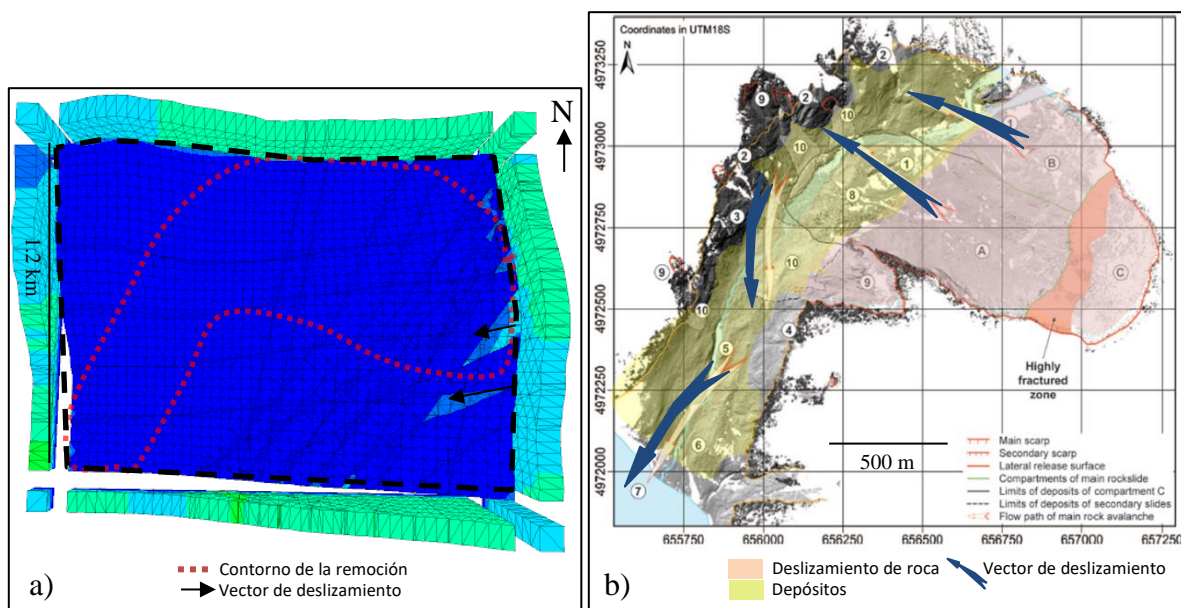 N
1.2 km
Contorno de la remoción
Vector de deslizamiento
a)
Coordinates in UTM18S
N
4973250
4973000
4972750
4972500
4972250
4972000
2
9
2
10
1
10
B
2
1
3
8
A
9
10
9
C
10
4
5
Highly
fractured
zone
6
500 m
7
Main scarp
Secondary scarp
Lateral release surface
Compartments of main rockslide
Limits of deposits of compartment C
Limits of deposits of secondary slides
Flow path of main rock avalanche
655750
656000
656250
656500
656750
657000
657250
Deslizamiento de roca
Vector de deslizamiento
Depósitos
b)